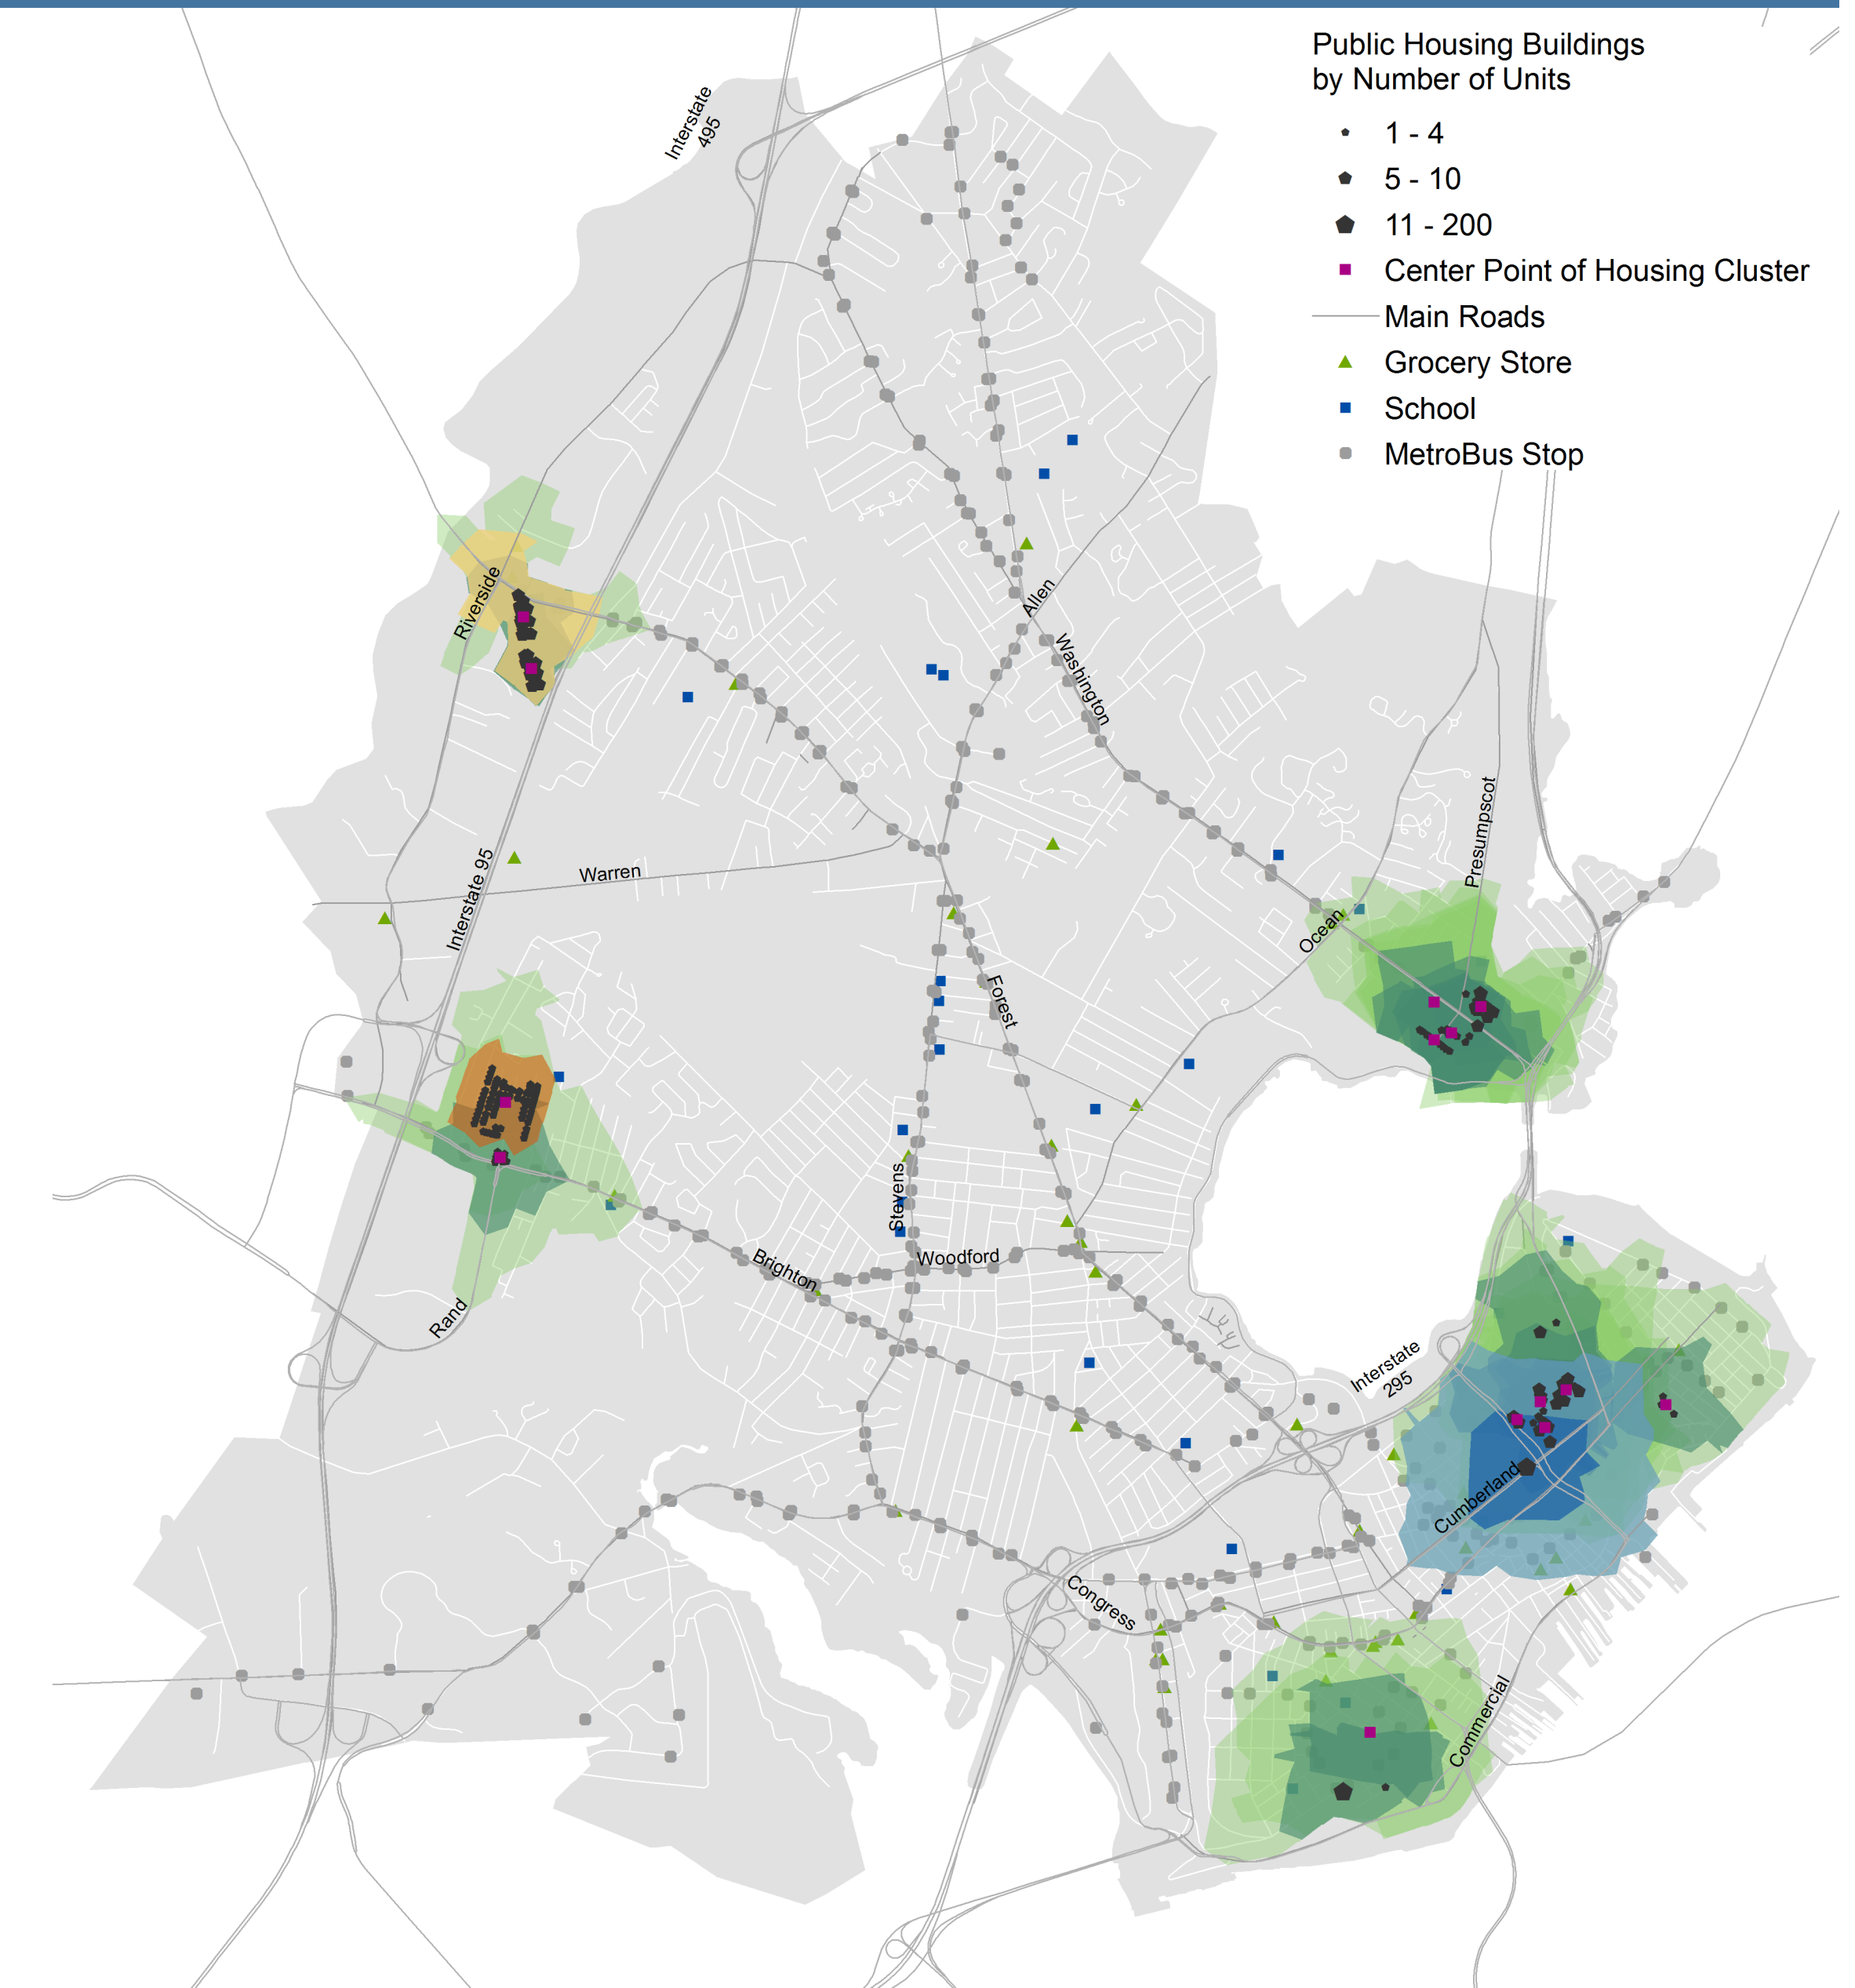 Public Housing Buildings
by Number of Units
1 - 4
5 - 10
11 - 200
Center Point of Housing Cluster
Main Roads
Grocery Store
School
MetroBus Stop
Interstate
495
Riverside
Allen
Washington
Presumpscot
Warren
Interstate 95
Ocean
Forest
Stevens
Woodford
Brighton
Rand
Interstate
295
Cumberland
Congress
Commercial